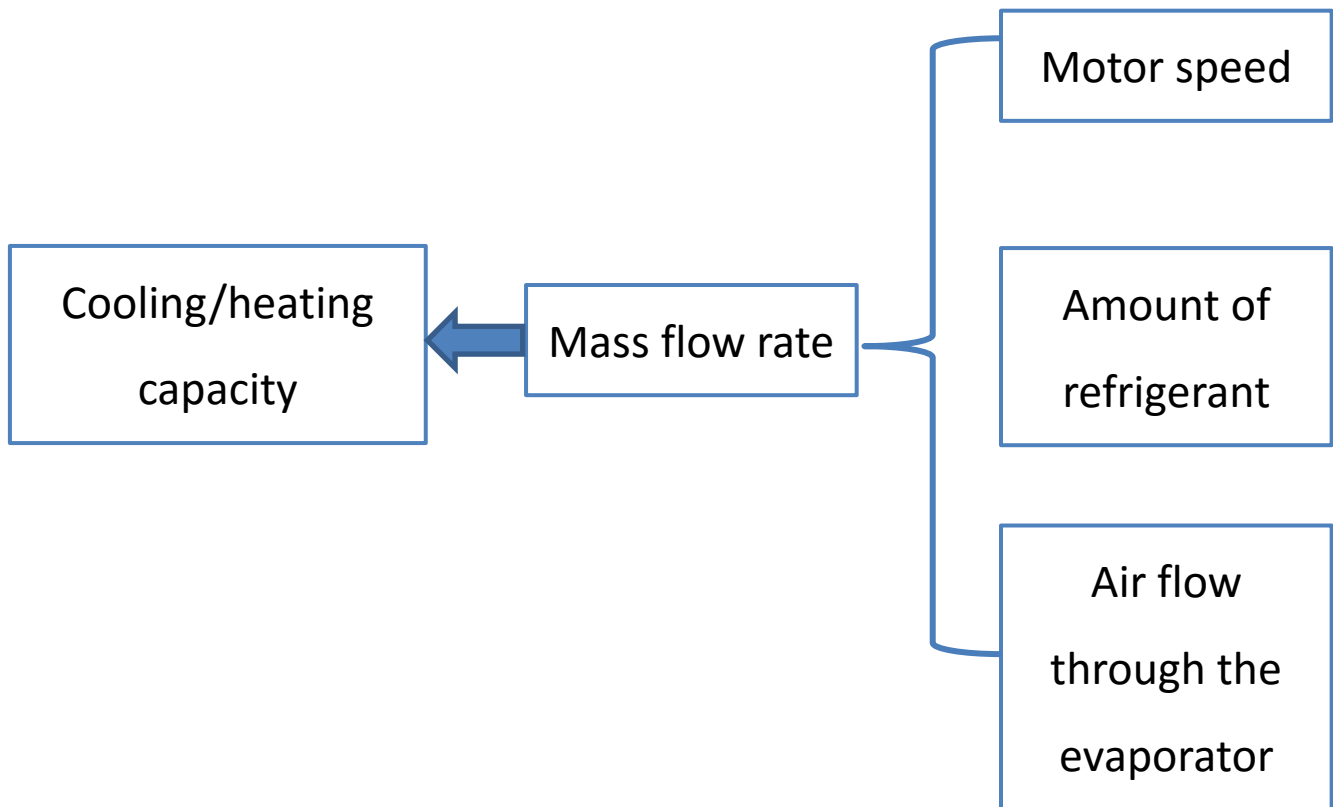 Motor speed
Cooling/heating
capacity
Mass flow rate
Amount of
refrigerant
Air flow
through the
evaporator